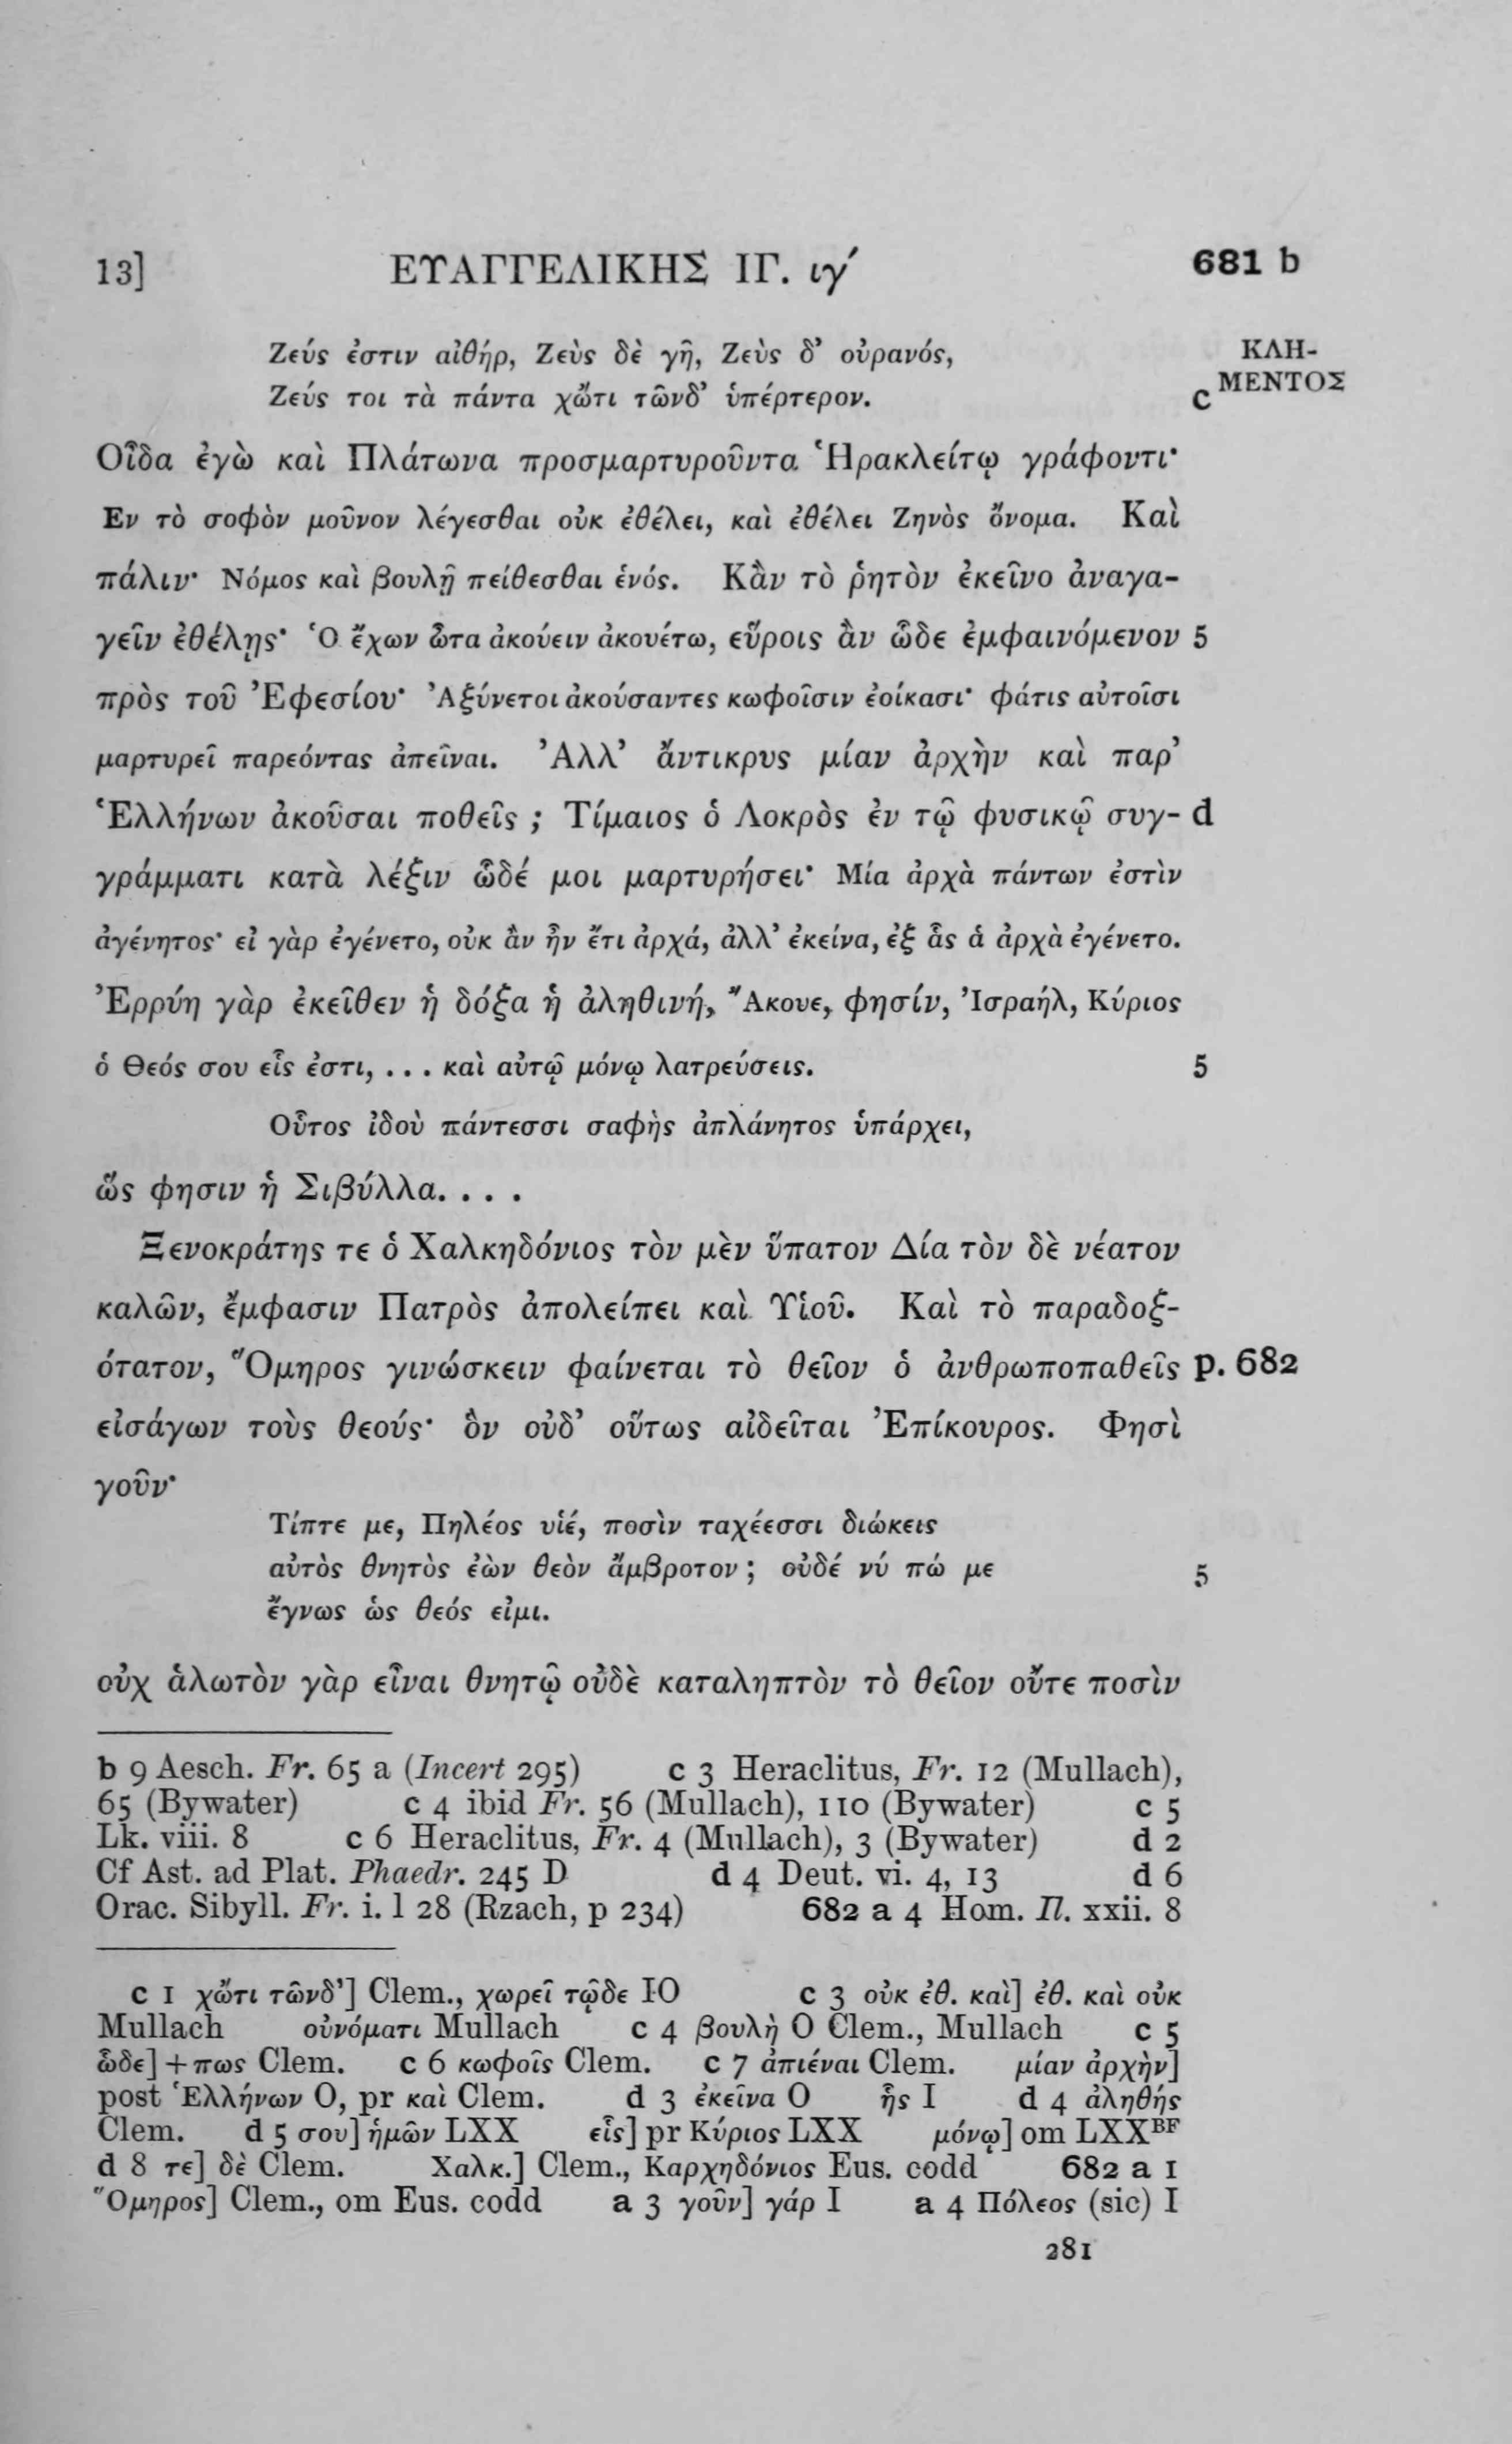 13] ΕΥΑΓΓΕΛΙΚΗΣ ΙΓ. ιγ´ 681 b
Ζεύς ἐστιν αἰθήρ, Ζεὺς δὲ γῆ, Ζεὺς δ’ οὐρανός, ΚΛΗ-
Ζεύς τοι τὰ πάντα χὤτι τῶνδ’ ὑπέρτερον. c ΜΕΝΤΟΣ
Οἶδα ἐγὼ καὶ Πλάτωνα προσμαρτυροῦντα Ἡρακλείτῳ γράφοντι·
Εν τὸ σοφὸν μοῦνον λέγεσθαι οὐκ ἐθέλει, καὶ ἐθέλει Ζηνὸς ὄνομα. Καὶ
πάλιν· Νόμος καὶ βουλῇ πείθεσθαι ἑνός. Κἂν τὸ ῥητὸν ἐκεῖνο ἀναγα-
γεῖν ἐθέλῃς· Ὁ ἔχων ὦτα ἀκούειν ἀκουέτω, εὕροις ἂν ὧδε ἐμφαινόμενον 5
πρὸς τοῦ Ἐφεσίου· Ἀξύνετοι ἀκούσαντες κωφοῖσιν ἐοίκασι· φάτις αὐτοῖσι
μαρτυρεῖ παρεόντας ἀπεῖναι. Ἀλλ’ ἄντικρυς μίαν ἀρχὴν καὶ παρ’
Ἑλλήνων ἀκοῦσαι ποθεῖς ; Τίμαιος ὁ Λοκρὸς ἐν τῷ φυσικῷ συγ- d
γράμματι κατὰ λέξιν ὧδέ μοι μαρτυρήσει· Μία ἀρχὰ πάντων ἐστὶν
ἀγένητος· εἰ γὰρ ἐγένετο, οὐκ ἂν ἦν ἔτι ἀρχά, ἀλλ’ ἐκείνα, ἐξ ἇς ἁ ἀρχὰ ἐγένετο.
Ἐρρύη γὰρ ἐκεῖθεν ἡ δόξα ἡ ἀληθινή, Ἄκουε, φησίν, Ἰσραήλ, Κύριος
ὁ Θεός σου εἷς ἐστι, . . . καὶ αὐτῷ μόνῳ λατρεύσεις. 5
Οὗτος ἰδοὺ πάντεσσι σαφὴς ἀπλάνητος ὑπάρχει,
ὥς φησιν ἡ Σιβύλλα. . . .
Ξενοκράτης τε ὁ Χαλκηδόνιος τὸν μὲν ὕπατον Δία τὸν δὲ νέατον
καλῶν, ἔμφασιν Πατρὸς ἀπολείπει καὶ Υἱοῦ. Καὶ τὸ παραδοξ-
ότατον, Ὅμηρος γινώσκειν φαίνεται τὸ θεῖον ὁ ἀνθρωποπαθεῖς p. 682
εἰσάγων τοὺς θεούς· ὃν οὐδ’ οὕτως αἰδεῖται Ἐπίκουρος. Φησὶ
γοῦν·
Τίπτε με, Πηλέος υἱέ, ποσὶν ταχέεσσι διώκεις
αὐτὸς θνητὸς ἐὼν θεὸν ἄμβροτον ; οὐδέ νύ πώ με 5
ἔγνως ὡς θεός εἰμι.
οὐχ ἁλωτὸν γὰρ εἶναι θνητῷ οὐδὲ καταληπτὸν τὸ θεῖον οὔτε ποσὶν
b 9 Aesch. Fr. 65 a (Incert 295) c 3 Heraclitus, Fr. 12 (Mullach),
65 (Bywater) c 4 ibid Fr. 56 (Mullach), 110 (Bywater) c 5
Lk. viii. 8 c 6 Heraclitus, Fr. 4 (Mullach), 3 (Bywater) d 2
Cf Ast. ad Plat. Phaedr. 245 D d 4 Deut. vi. 4, 13 d 6
Orac. Sibyll. Fr. i. l 28 (Rzach, p 234) 682 a 4 Hom. Il. xxii. 8
c 1 χὤτι τῶνδ’] Clem., χωρεῖ τῷδε IO c 3 οὐκ ἐθ. καὶ] ἐθ. καὶ οὐκ
Mullach οὐνόματι Mullach c 4 βουλὴ O Clem., Mullach c 5
ὧδε] + πως Clem. c 6 κωφοῖς Clem. c 7 ἀπιέναι Clem. μίαν ἀρχὴν]
post Ἑλλήνων O, pr καὶ Clem. d 3 ἐκεῖνα O ἧς I d 4 ἀληθής
Clem. d 5 σου] ἡμῶν LXX εἷς] pr Κύριος LXX μόνῳ] om LXXBF
d 8 τε] δὲ Clem. Χαλκ.] Clem., Καρχηδόνιος Eus. codd 682 a 1
Ὅμηρος] Clem., om Eus. codd a 3 γοῦν] γάρ I a 4 Πόλεος (sic) I
281